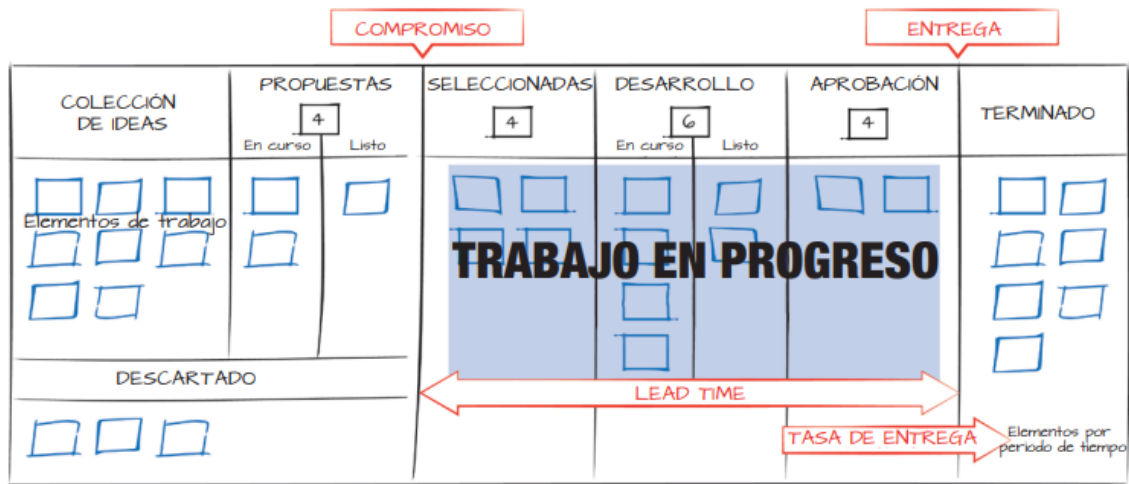 COMPROMISO
ENTREGA
COLECCIÓN
DE IDEAS
PROPUESTAS
4
En curso
Listo
SELECCIONADAS
4
DESARROLLO
6
En curso
Listo
APROBACIÓN
4
TERMINADO
Elementos de trabajo
TRABAJO EN PROGRESO
DESCARTADO
LEAD TIME
TASA DE ENTREGA
Elementos por
periodo de tiempo